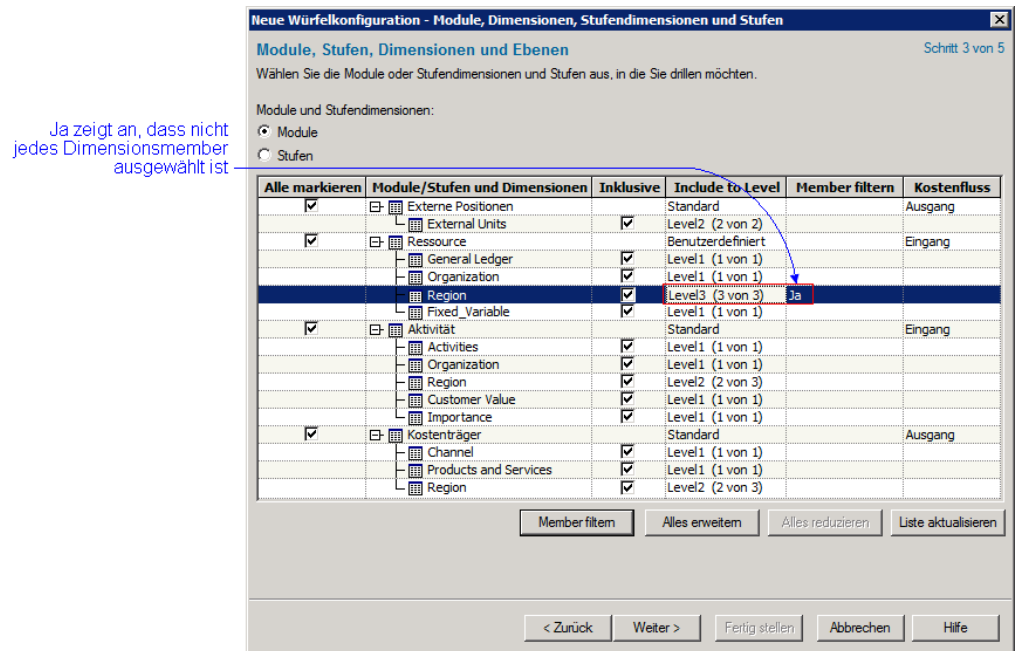 Neue Würfelkonfiguration - Module, Dimensionen, Stufendimensionen und Stufen
Module, Stufen, Dimensionen und Ebenen
Schritt 3 von 5
Wählen Sie die Module oder Stufendimensionen und Stufen aus, in die Sie drillen möchten.
Module und Stufendimensionen:
Module
Stufen
Ja zeigt an, dass nicht
jedes Dimensionsmember
ausgewählt ist
Alle markieren Module/Stufen und Dimensionen Inklusive Include to Level Member filtern Kostenfluss
Externe Positionen Standard Ausgang
External Units Level2 (2 von 2)
Ressource Benutzerdefiniert Eingang
General Ledger Level1 (1 von 1)
Organization Level1 (1 von 1)
Region Level3 (3 von 3) Ja
Fixed_Variable Level1 (1 von 1)
Aktivität Standard Eingang
Activities Level1 (1 von 1)
Organization Level1 (1 von 1)
Region Level2 (2 von 3)
Customer Value Level1 (1 von 1)
Importance Level1 (1 von 1)
Kostenträger Standard Ausgang
Channel Level1 (1 von 1)
Products and Services Level1 (1 von 1)
Region Level2 (2 von 3)
Member filtern Alles erweitern Alles reduzieren Liste aktualisieren
< Zurück Weiter > Fertig stellen Abbrechen Hilfe